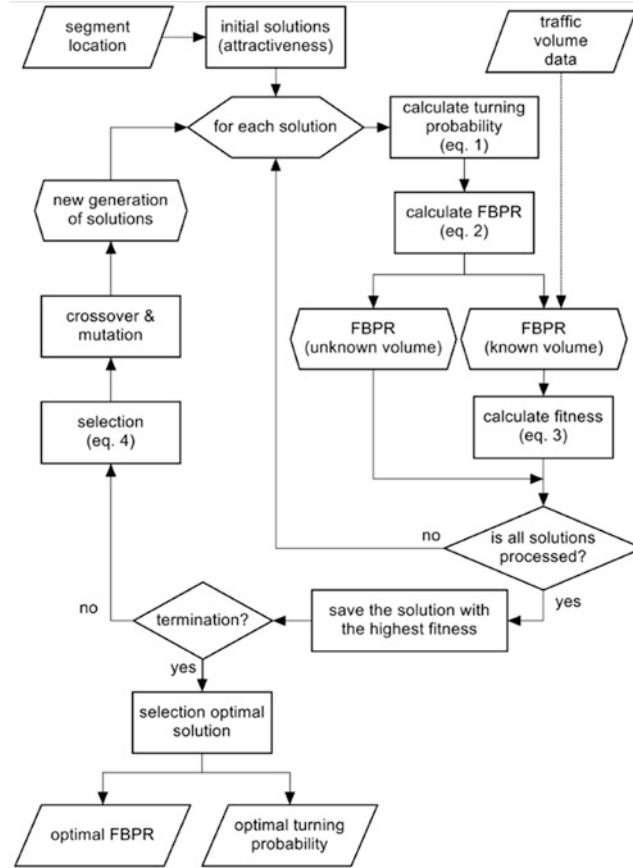 segment
location
initial solutions
(attractiveness)
traffic
volume
data
for each solution
calculate turning
probability
(eq. 1)
new generation
of solutions
calculate FBPR
(eq. 2)
crossover &
mutation
FBPR
(unknown volume)
FBPR
(known volume)
selection
(eq. 4)
calculate fitness
(eq. 3)
no
is all solutions
processed?
yes
no
termination?
save the solution with
the highest fitness
yes
selection optimal
solution
optimal FBPR
optimal turning
probability